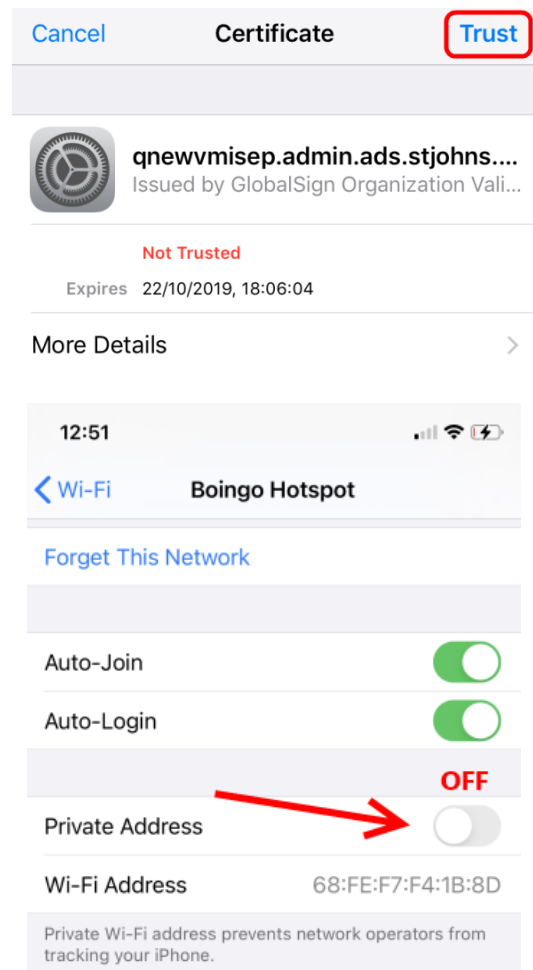 Cancel Certificate Trust
qnewvmisep.admin.ads.stjohns....
Issued by GlobalSign Organization Vali...
Not Trusted
Expires 22/10/2019, 18:06:04
More Details
12:51
Wi-Fi Boingo Hotspot
Forget This Network
Auto-Join
Auto-Login
OFF
Private Address
Wi-Fi Address 68:FE:F7:F4:1B:8D
Private Wi-Fi address prevents network operators from
tracking your iPhone.